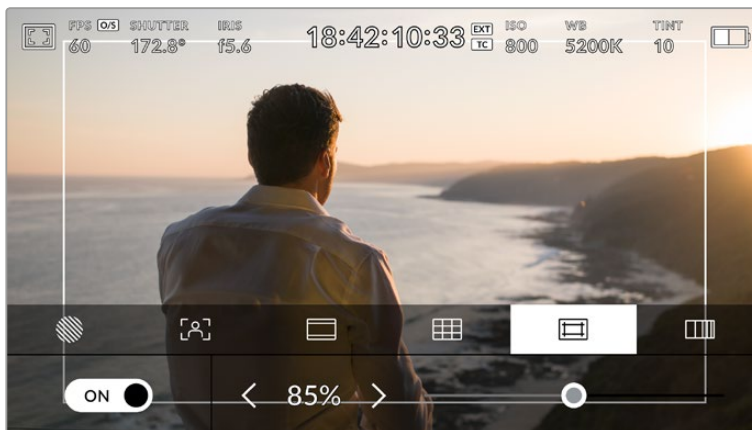 FPS O/S SHUTTER IRIS 18:42:10:33 EXT ISO WB TINT
60 172.8° f5.6 TC 800 5200K 10
ON 85%